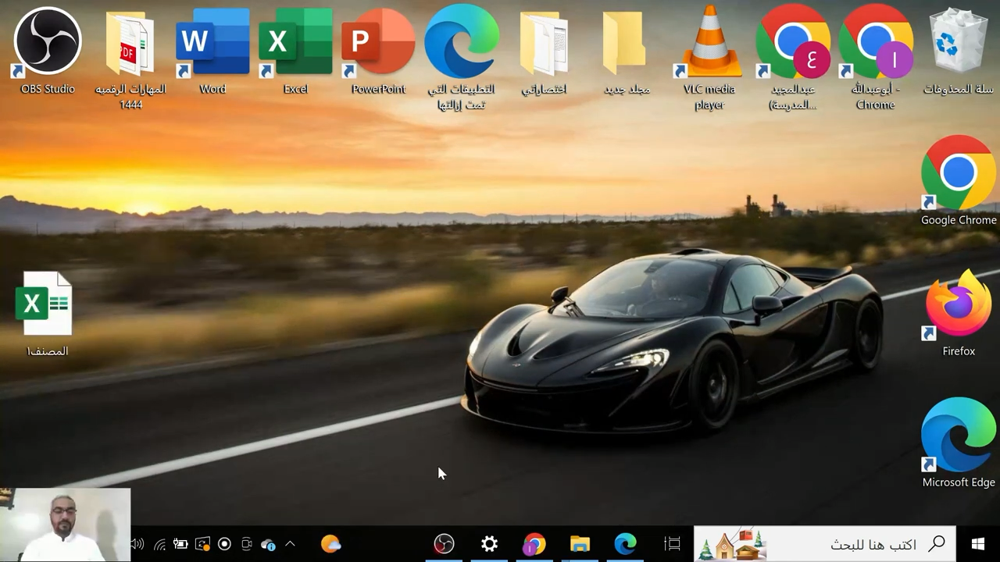 سلة المحذوفات
أبوعبدالله -
Chrome
عبدالمجيد
(المدرسة...
VLC media
player
مجلد جديد
اختصاراتي
التطبيقات التي
تمت إزالتها
PowerPoint
Excel
Word
المهارات الرقميه
1444
OBS Studio
Google Chrome
Firefox
المصنف١
Microsoft Edge
اكتب هنا للبحث